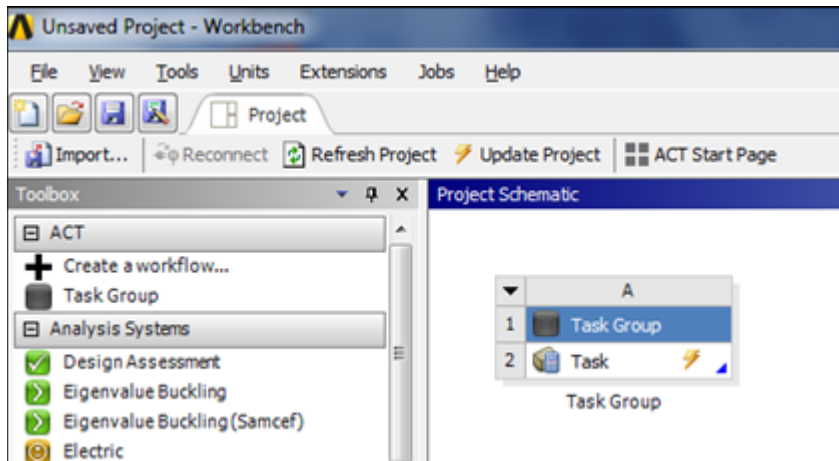 Unsaved Project - Workbench
File View Tools Units Extensions Jobs Help
Project
Import... Reconnect Refresh Project Update Project ACT Start Page
Toolbox
ACT
Create a workflow...
Task Group
Analysis Systems
Design Assessment
Eigenvalue Buckling
Eigenvalue Buckling (Samcef)
Electric
Project Schematic
A
1 Task Group
2 Task
Task Group